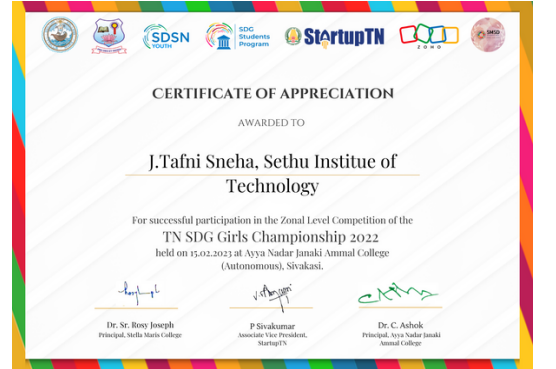 SDSN
YOUTH
SDG
Students
Program
StartupTN
ZOHO
CERTIFICATE OF APPRECIATION
AWARDED TO
J.Tafni Sneha, Sethu Institue of
Technology
For successful participation in the Zonal Level Competition of the
TN SDG Girls Championship 2022
held on 15.02.2023 at Ayya Nadar Janaki Ammal College
(Autonomous), Sivakasi.
Dr. Sr. Rosy Joseph
Principal, Stella Maris College
P Sivakumar
Associate Vice President,
StartupTN
Dr. C. Ashok
Principal, Ayya Nadar Janaki
Ammal College